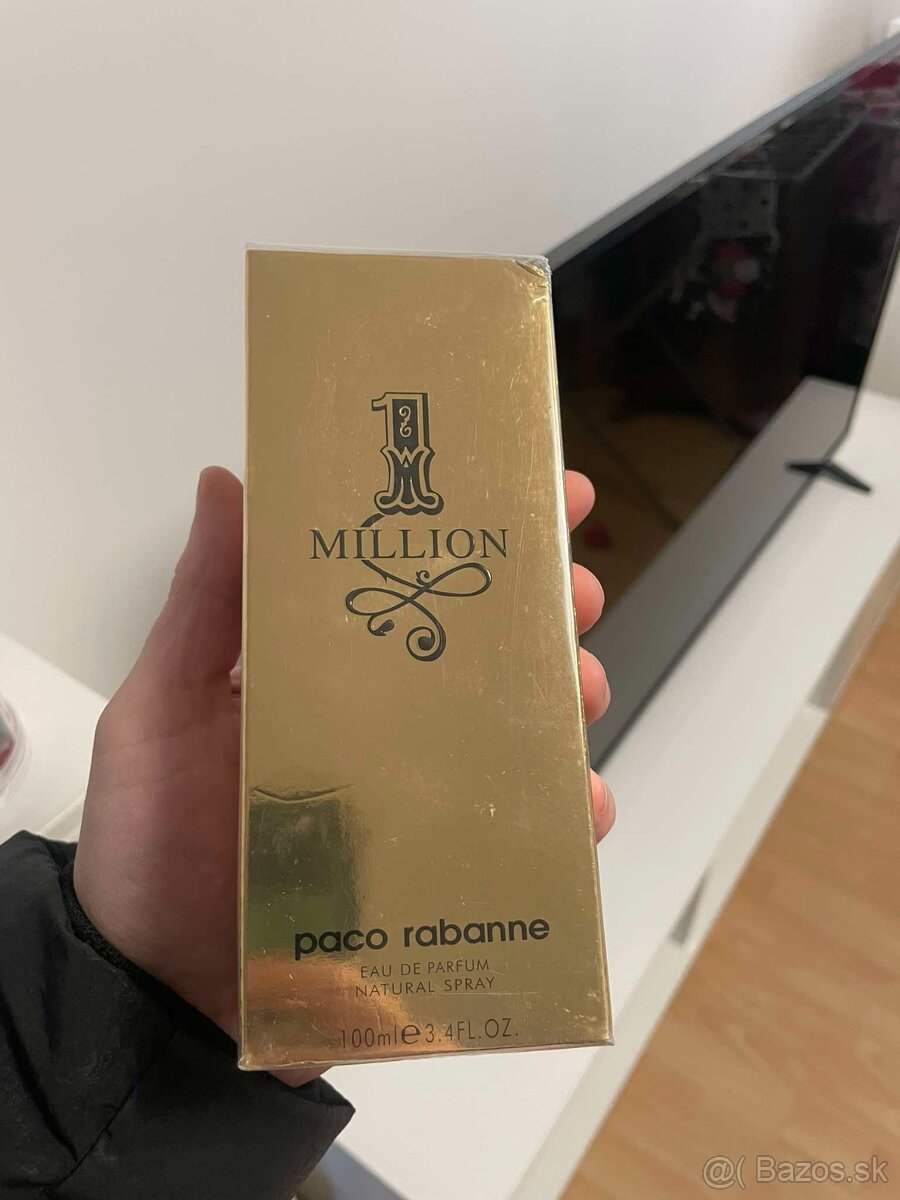 1
MILLION
paco rabanne
EAU DE PARFUM
NATURAL SPRAY
100ml e 3.4FL.OZ.
@( Bazos.sk